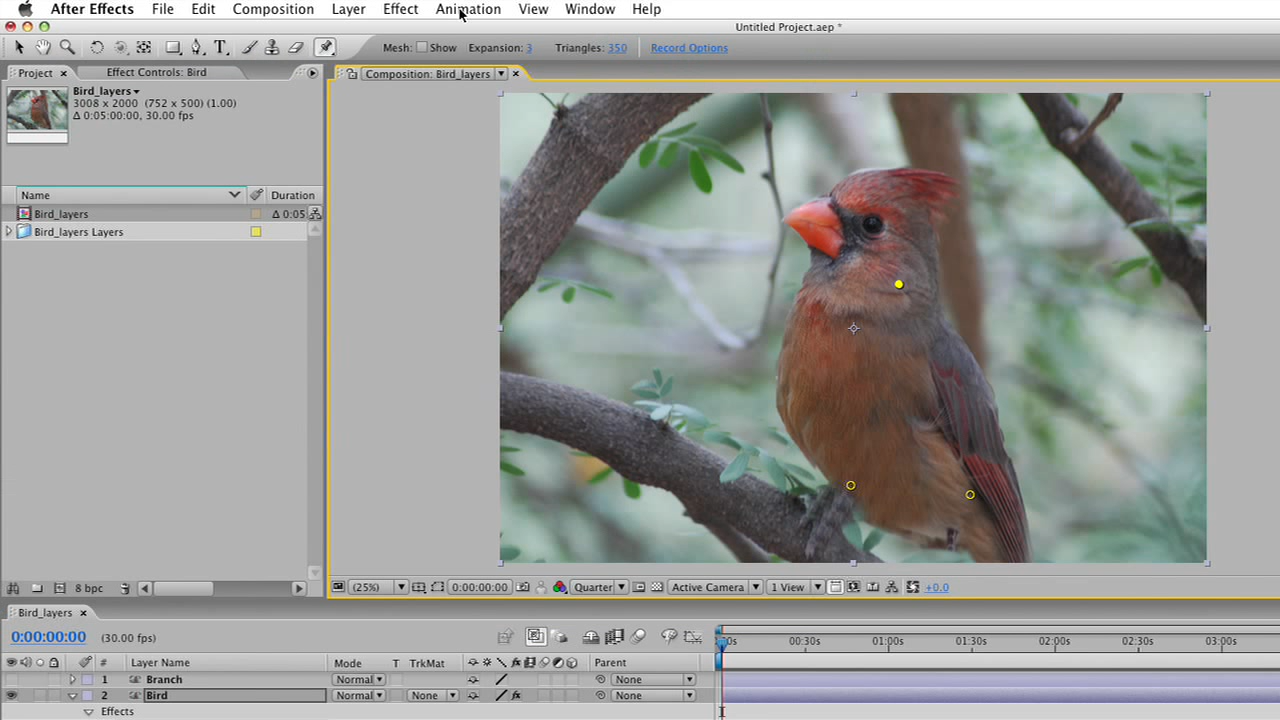 After Effects File Edit Composition Layer Effect Animation View Window Help
Untitled Project.aep *
Mesh: Show Expansion: 3 Triangles: 350 Record Options
Project Effect Controls: Bird
Composition: Bird_layers
Bird_layers
3008 x 2000 (752 x 500) (1.00)
Δ 0:05:00:00, 30.00 fps
Name Duration
Bird_layers Δ 0:05
Bird_layers Layers
8 bpc
(25%) 0:00:00:00 Quarter Active Camera 1 View +0.0
Bird_layers
0:00:00:00 (30.00 fps)
00s 00:30s 01:00s 01:30s 02:00s 02:30s 03:00s
# Layer Name Mode T TrkMat Parent
1 Branch Normal None
2 Bird Normal None None
Effects